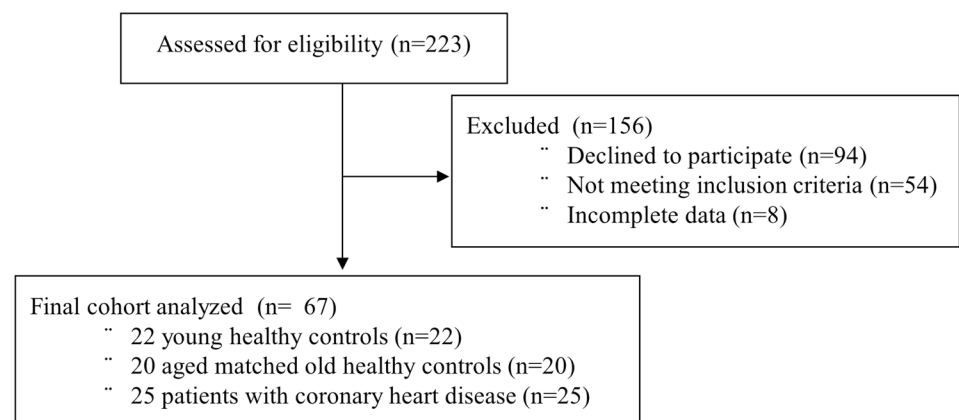 Assessed for eligibility (n=223)
Excluded (n=156)
¨ Declined to participate (n=94)
¨ Not meeting inclusion criteria (n=54)
¨ Incomplete data (n=8)
Final cohort analyzed (n= 67)
¨ 22 young healthy controls (n=22)
¨ 20 aged matched old healthy controls (n=20)
¨ 25 patients with coronary heart disease (n=25)